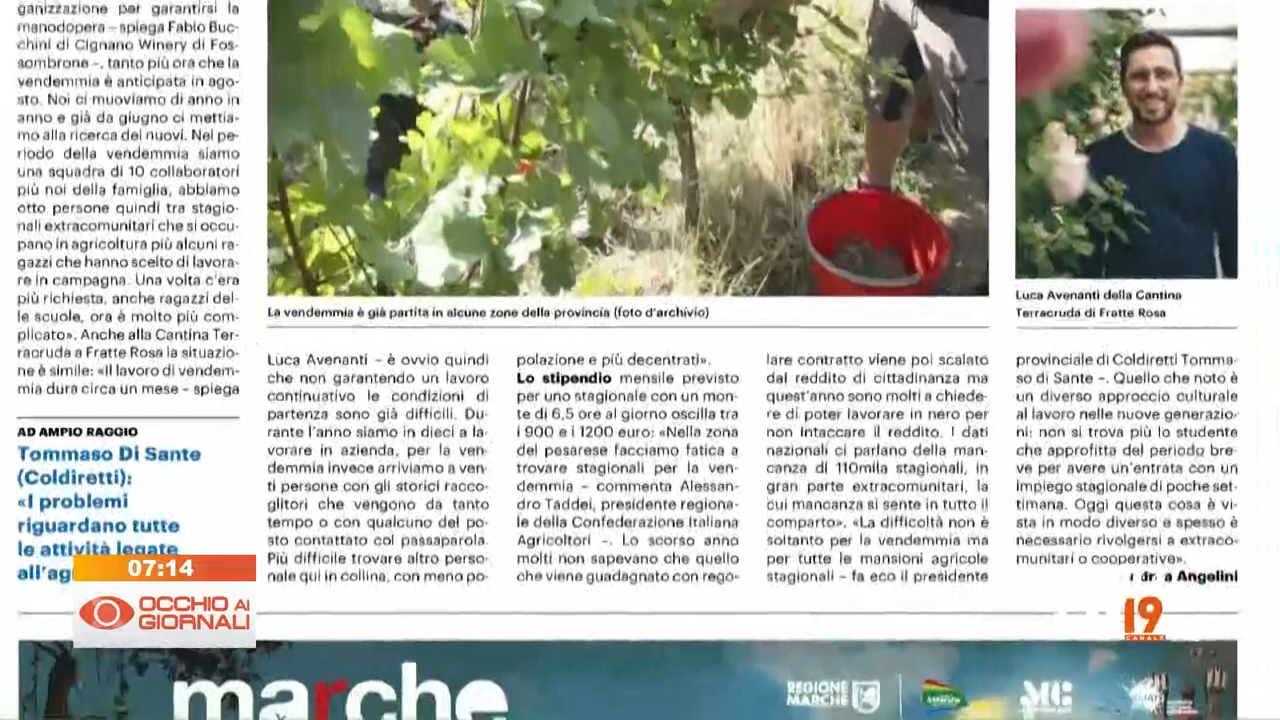 ganizzazione per garantirsi la
manodopera – spiega Fabio Buc-
chini di Cignano Winery di Fos-
sombrone –, tanto più ora che la
vendemmia è anticipata in ago-
sto. Noi ci muoviamo di anno in
anno e già da giugno ci mettia-
mo alla ricerca dei nuovi. Nel pe-
riodo della vendemmia siamo
una squadra di 10 collaboratori
più noi della famiglia, abbiamo
otto persone quindi tra stagio-
nali extracomunitari che si occu-
pano in agricoltura più alcuni ra-
gazzi che hanno scelto di lavora-
re in campagna. Una volta c'era
più richiesta, anche ragazzi del-
le scuole, ora è molto più com-
plicato». Anche alla Cantina Ter-
racruda a Fratte Rosa la situazio-
ne è simile: «Il lavoro di vendem-
mia dura circa un mese – spiega
AD AMPIO RAGGIO
Tommaso Di Sante
(Coldiretti):
«I problemi
riguardano tutte
le attività legate
all'ag
La vendemmia è già partita in alcune zone della provincia (foto d'archivio)
Luca Avenanti della Cantina
Terracruda di Fratte Rosa
Luca Avenanti – è ovvio quindi
che non garantendo un lavoro
continuativo le condizioni di
partenza sono già difficili. Du-
rante l'anno siamo in dieci a la-
vorare in azienda, per la ven-
demmia invece arriviamo a ven-
ti persone con gli storici racco-
glitori che vengono da tanto
tempo o con qualcuno del po-
sto contattato col passaparola.
Più difficile trovare altro perso-
nale qui in collina, con meno po-
polazione e più decentrati».
Lo stipendio mensile previsto
per uno stagionale con un mon-
te di 6,5 ore al giorno oscilla tra
i 900 e i 1200 euro: «Nella zona
del pesarese facciamo fatica a
trovare stagionali per la ven-
demmia – commenta Alessan-
dro Taddei, presidente regiona-
le della Confederazione Italiana
Agricoltori –. Lo scorso anno
molti non sapevano che quello
che viene guadagnato con rego-
lare contratto viene poi scalato
dal reddito di cittadinanza ma
quest'anno sono molti a chiede-
re di poter lavorare in nero per
non intaccare il reddito. I dati
nazionali ci parlano della man-
canza di 110mila stagionali, in
gran parte extracomunitari, la
cui mancanza si sente in tutto il
comparto». «La difficoltà non è
soltanto per la vendemmia ma
per tutte le mansioni agricole
stagionali – fa eco il presidente
provinciale di Coldiretti Tomma-
so di Sante –. Quello che noto è
un diverso approccio culturale
al lavoro nelle nuove generazio-
ni: non si trova più lo studente
che approfitta del periodo bre-
ve per avere un'entrata con un
impiego stagionale di poche set-
timana. Oggi questa cosa è vi-
sta in modo diverso e spesso è
necessario rivolgersi a extraco-
munitari o cooperative».
Angelini
07:14
OCCHIO AI
GIORNALI
19
CANALE
marche
REGIONE
MARCHE